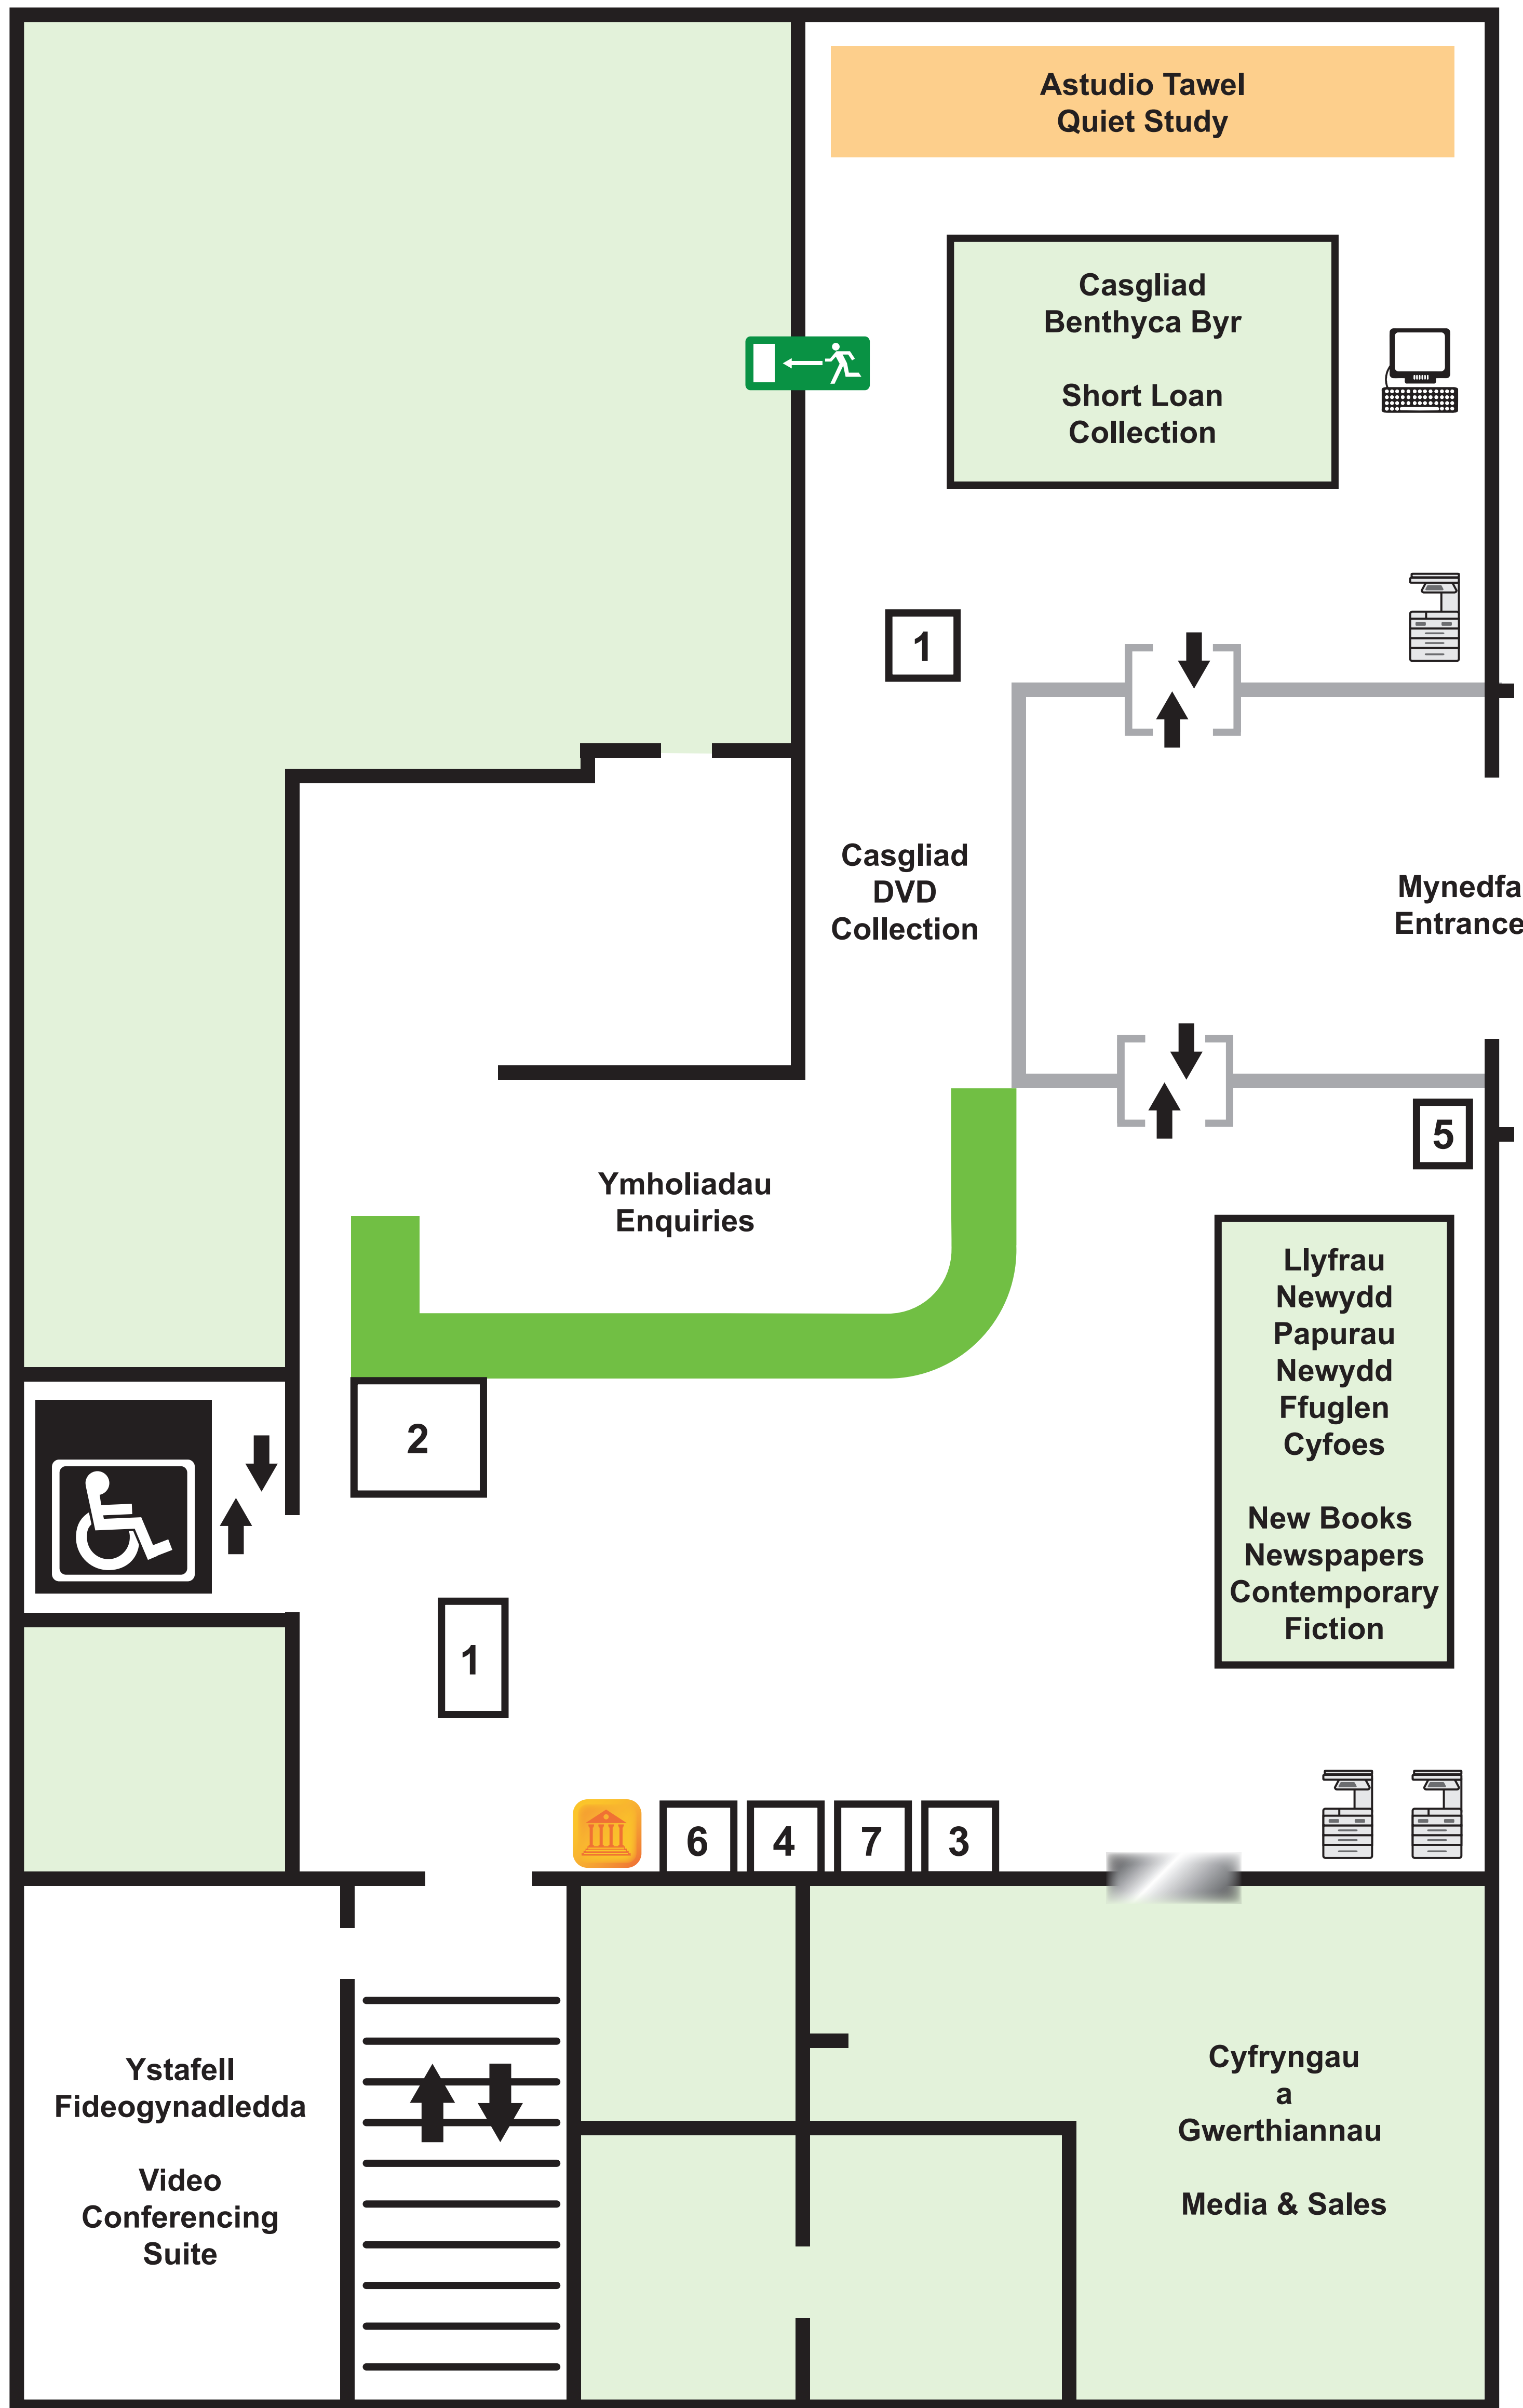 Astudio Tawel
Quiet Study
Casgliad
Benthyca Byr
Short Loan
Collection
1
Casgliad
DVD
Collection
Mynedfa
Entrance
5
Ymholiadau
Enquiries
Llyfrau
Newydd
Papurau
Newydd
Ffuglen
Cyfoes
New Books
Newspapers
Contemporary
Fiction
2
1
6
4
7
3
Ystafell
Fideogynadledda
Video
Conferencing
Suite
Cyfryngau
a
Gwerthiannau
Media & Sales